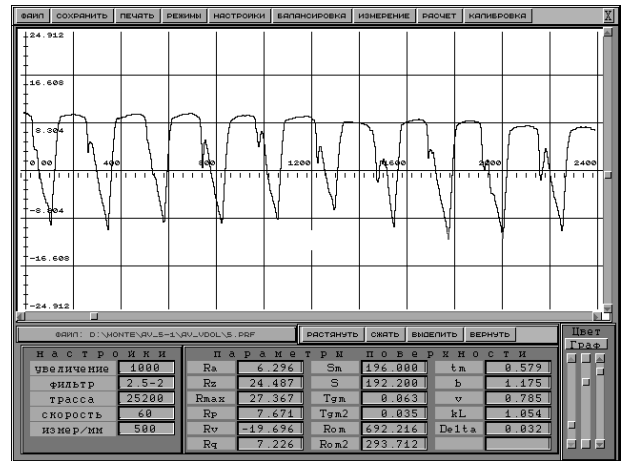 ФАИЛ СОХРАНИТЬ ПЕЧАТЬ РЕЖИМЫ НАСТРОИКИ БАЛАНСИРОВКА ИЗМЕРЕНИЕ РАСЧЕТ КАЛИБРОВКА X
24.912
16.608
8.304
0.00 400 800 1200 1600 2000 2400
-8.304
-16.608
-24.912
ФАИЛ: D:\MONTE\AV_S-1\AV_VDOL\S.PRF РАСТЯНУТЬ СЖАТЬ ВЫДЕЛИТЬ ВЕРНУТЬ Цвет
Граф
настройки параметры поверхности
увеличение 1000 Ra 6.296 Sm 196.000 tm 0.579
фильтр 2.5-2 Rz 24.487 S 192.200 b 1.175
трасса 25200 Rmax 27.367 Tgm 0.063 v 0.785
скорость 60 Rp 7.671 Tgm2 0.035 kL 1.054
измер/мм 500 Rv -19.696 Rom 692.216 Delta 0.032
Rq 7.226 Rom2 293.712